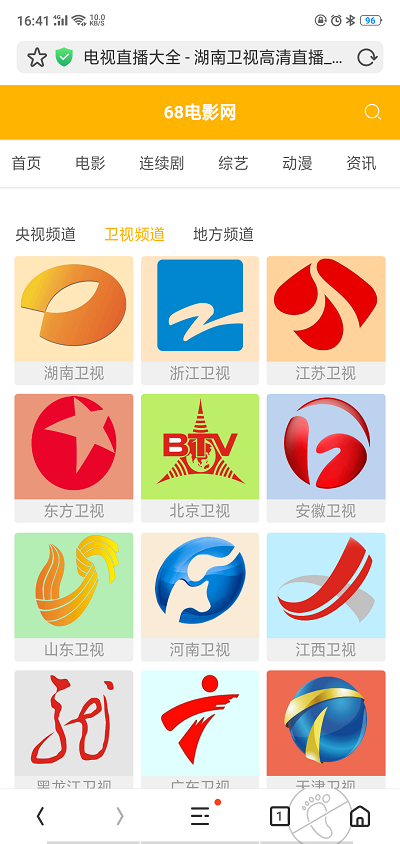 16:41 10.0 KB/S 96
电视直播大全 - 湖南卫视高清直播_...
68电影网
首页 电影 连续剧 综艺 动漫 资讯
央视频道 卫视频道 地方频道
湖南卫视 浙江卫视 江苏卫视
BTV
东方卫视 北京卫视 安徽卫视
山东卫视 河南卫视 江西卫视
龙
黑龙江卫视 广东卫视 天津卫视
1